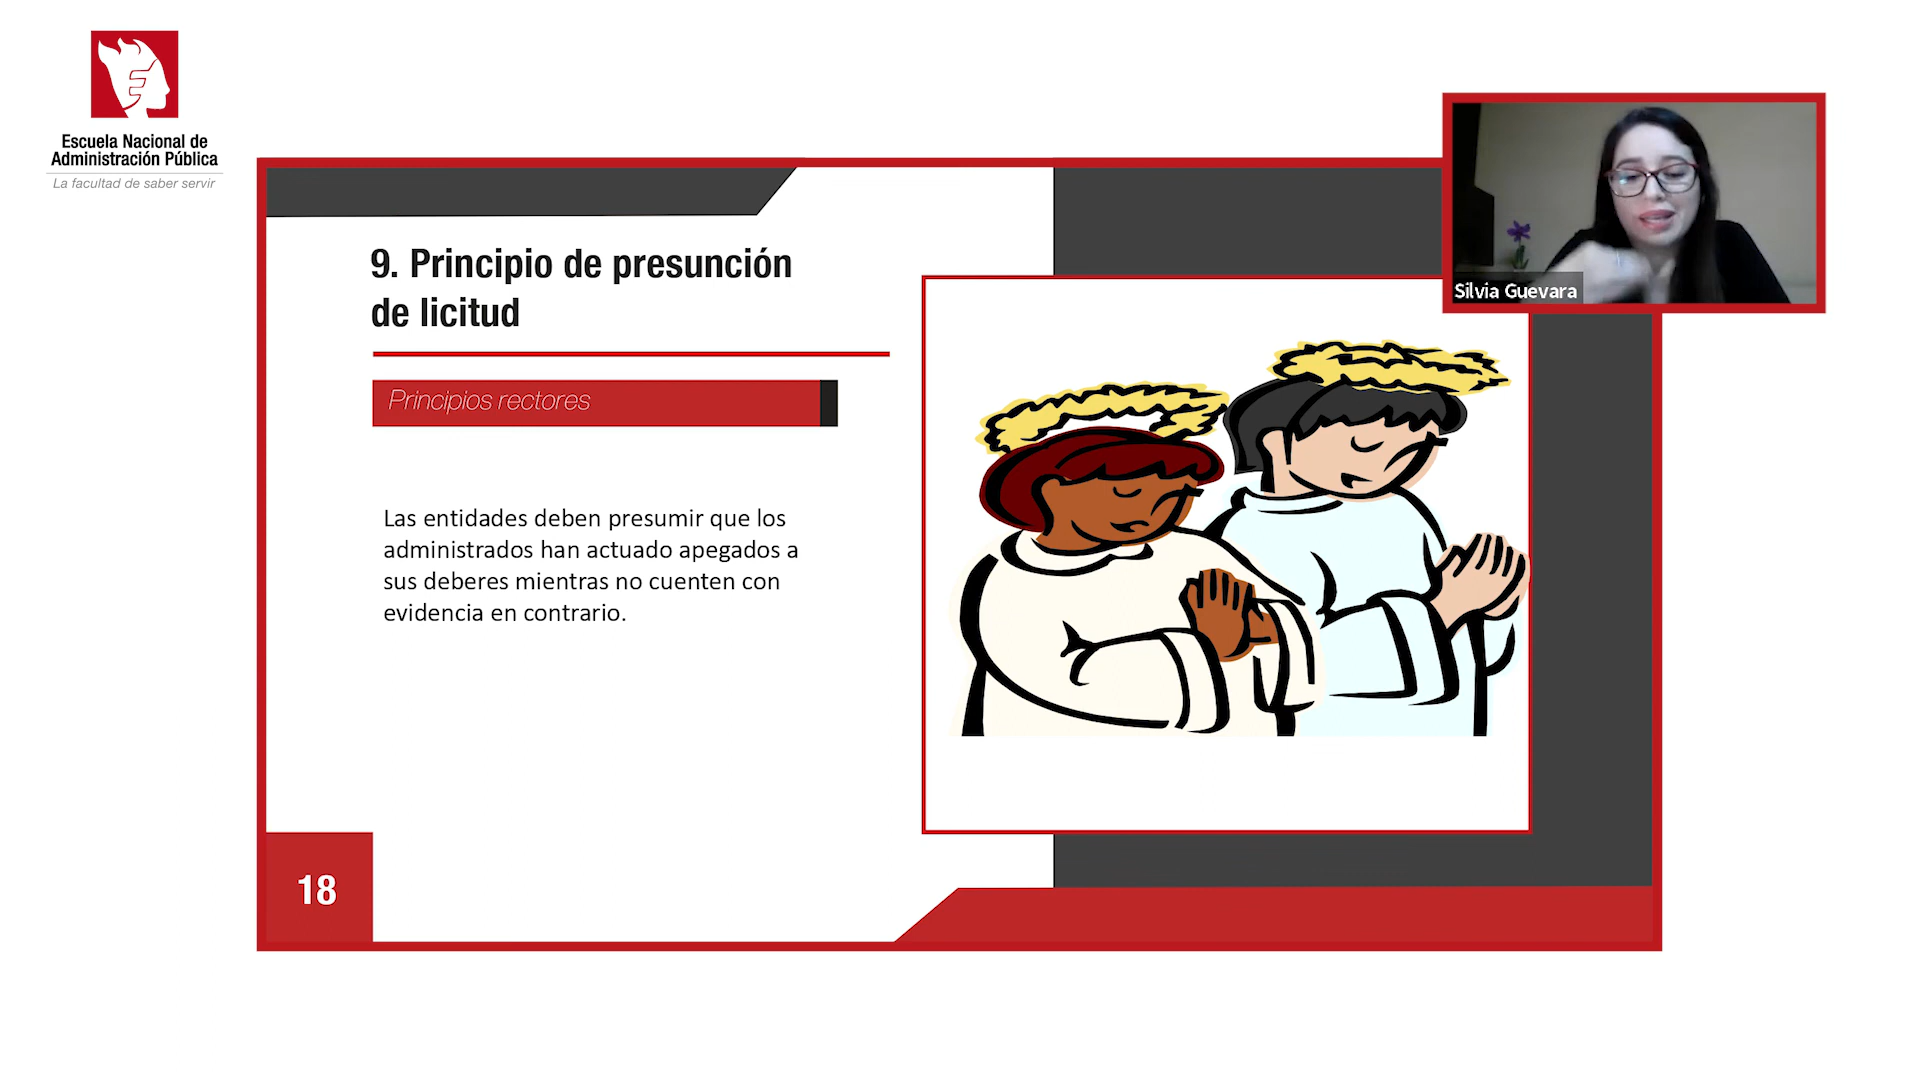 Escuela Nacional de
Administración Pública
La facultad de saber servir
Silvia Guevara
9. Principio de presunción
de licitud
Principios rectores
Las entidades deben presumir que los
administrados han actuado apegados a
sus deberes mientras no cuenten con
evidencia en contrario.
18